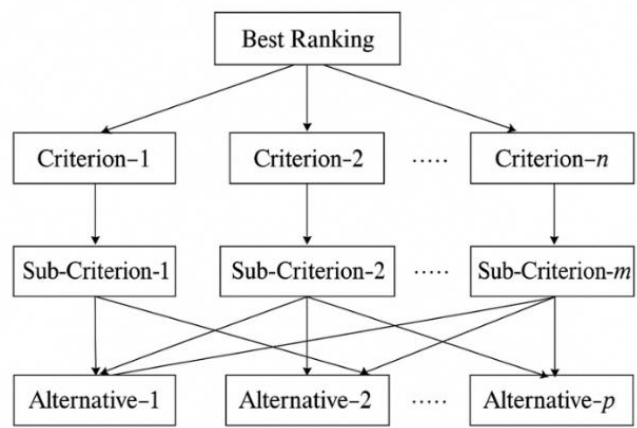 Best Ranking
Criterion-1 Criterion-2 ..... Criterion-n
Sub-Criterion-1 Sub-Criterion-2 ..... Sub-Criterion-m
Alternative-1 Alternative-2 ..... Alternative-p